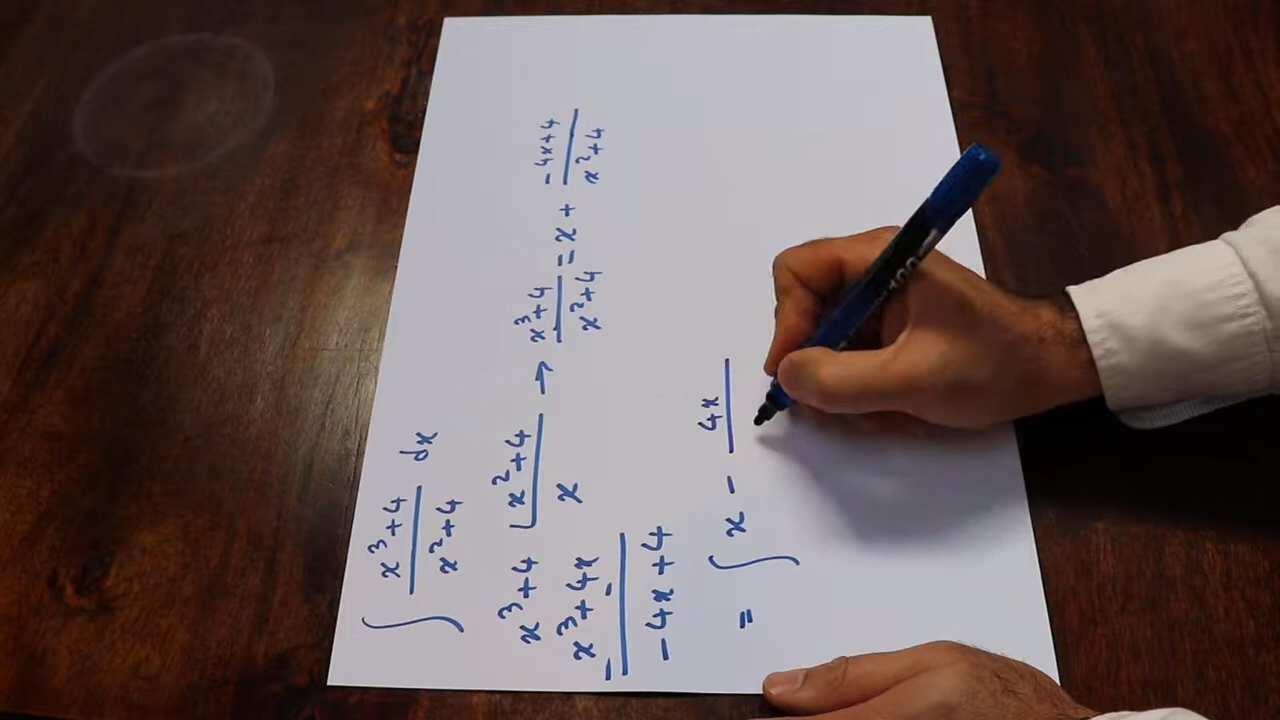 ∫ x³+4 / x²+4 dx
x³+4 | x²+4 → x³+4 / x²+4 = x + -4x+4 / x²+4
- x³+4x x
-
-4x+4
= ∫ x - 4x